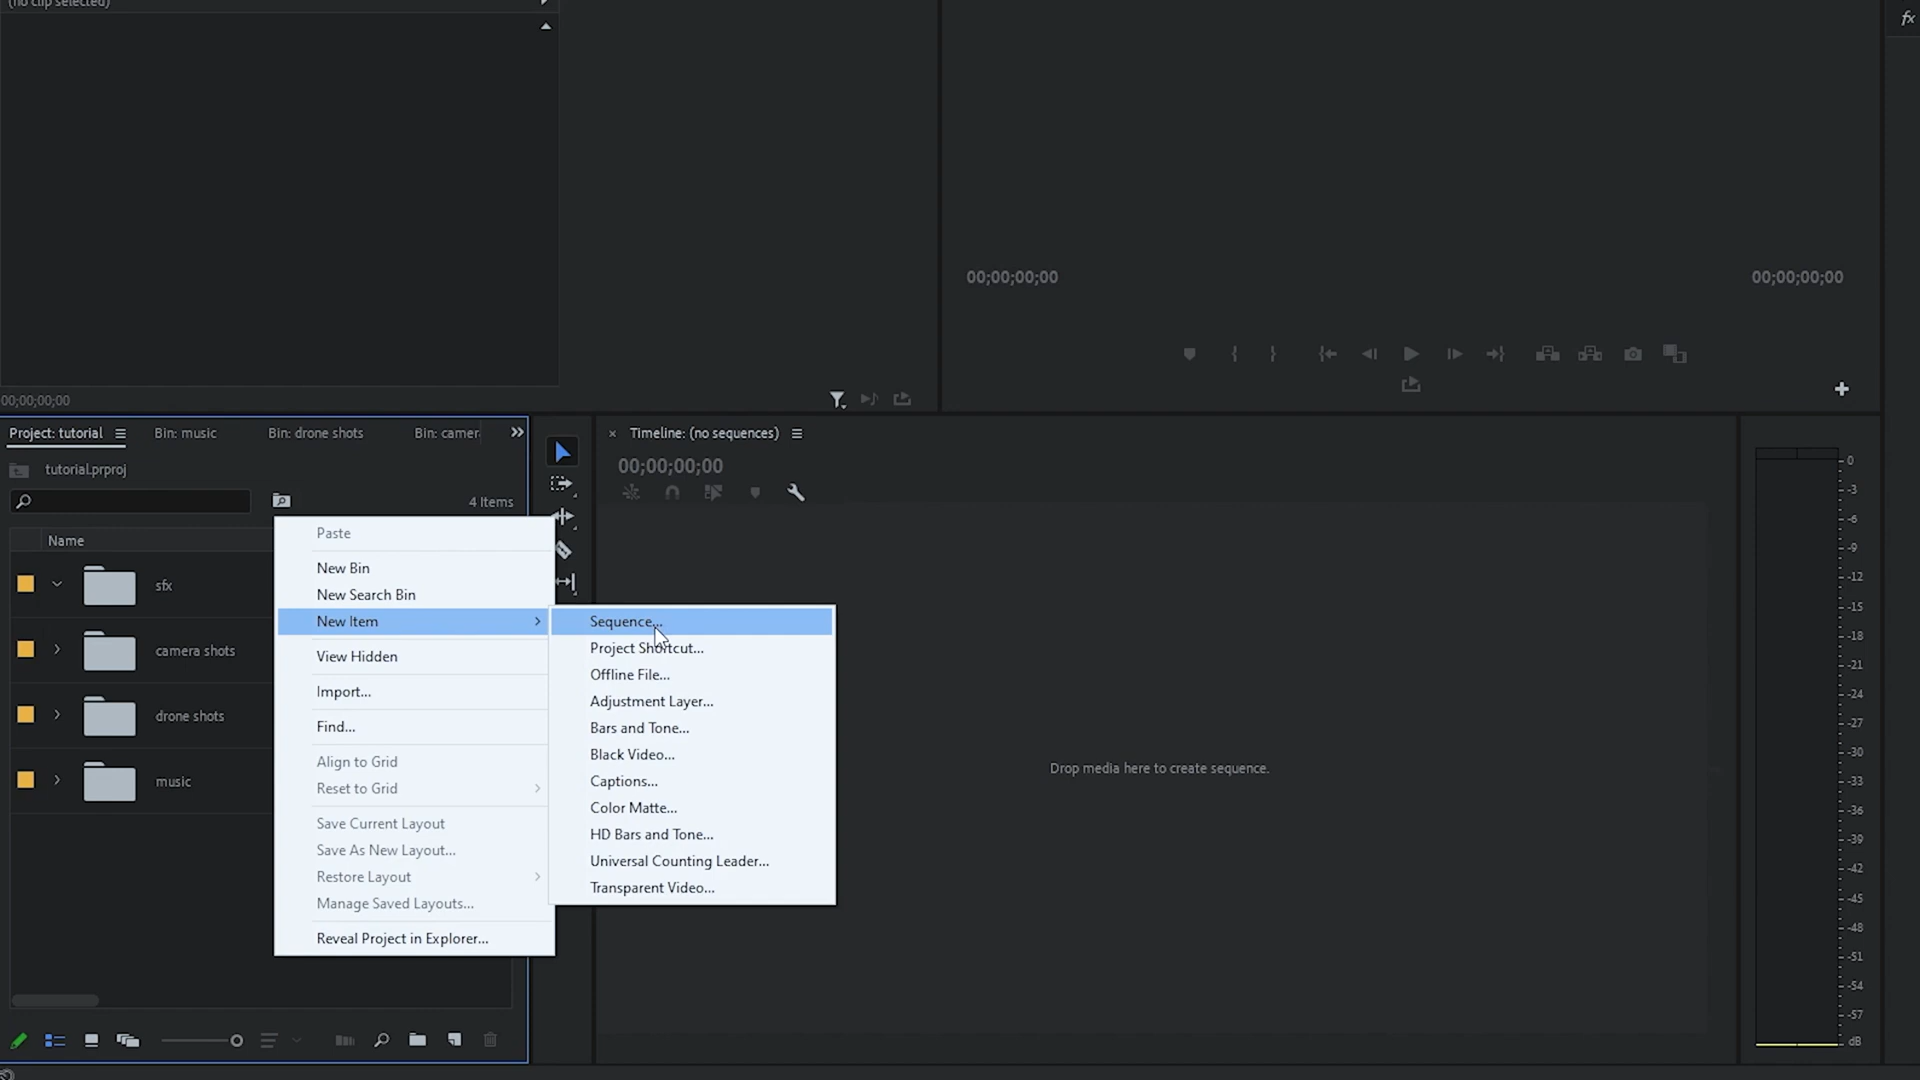 (no clip selected)
fx
00;00;00;00
00;00;00;00
00;00;00;00
Project: tutorial
Bin: music
Bin: drone shots
Bin: camer
Timeline: (no sequences)
tutorial.prproj
00;00;00;00
4 Items
Name
sfx
camera shots
drone shots
music
Paste
New Bin
New Search Bin
New Item
View Hidden
Import...
Find...
Align to Grid
Reset to Grid
Save Current Layout
Save As New Layout...
Restore Layout
Manage Saved Layouts...
Reveal Project in Explorer...
Sequence...
Project Shortcut...
Offline File...
Adjustment Layer...
Bars and Tone...
Black Video...
Captions...
Color Matte...
HD Bars and Tone...
Universal Counting Leader...
Transparent Video...
Drop media here to create sequence.
0
-3
-6
-9
-12
-15
-18
-21
-24
-27
-30
-33
-36
-39
-42
-45
-48
-51
-54
-57
dB